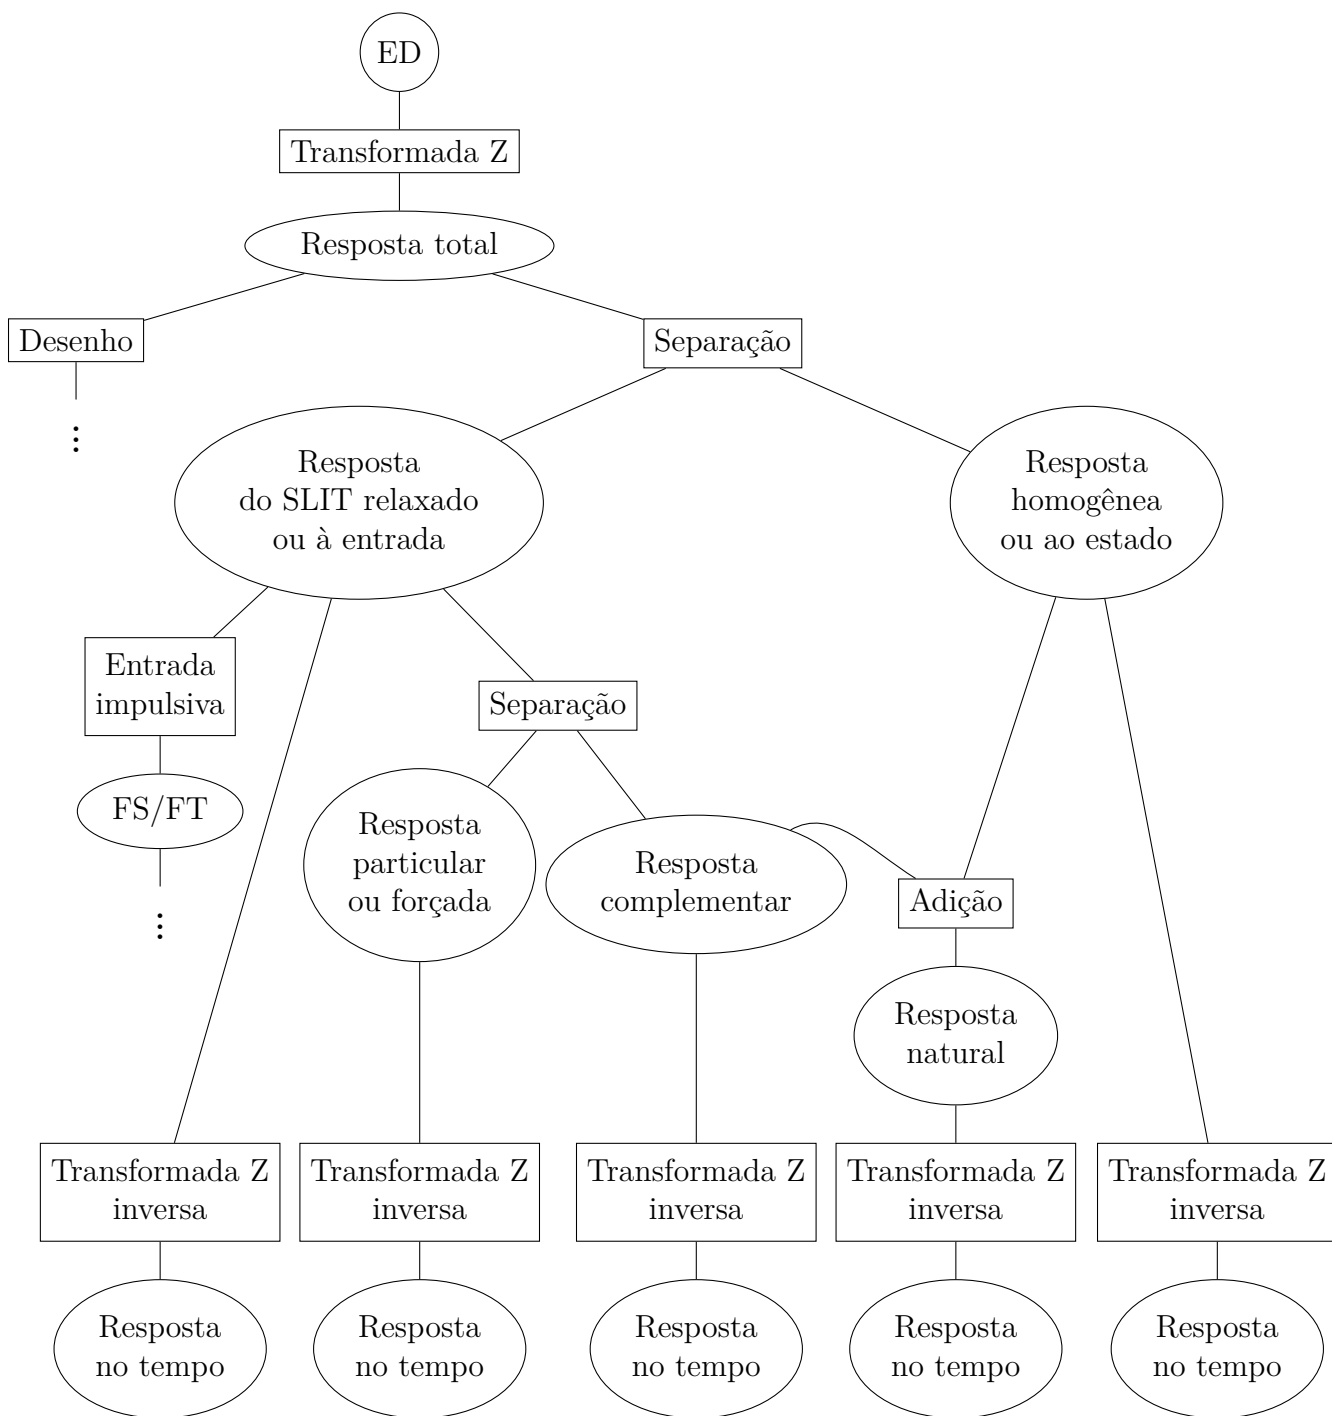 ED
Transformada Z
Resposta total
Desenho
Separação
Resposta
do SLIT relaxado
ou à entrada
Resposta
homogênea
ou ao estado
Entrada
impulsiva
Separação
FS/FT
Resposta
particular
ou forçada
Resposta
complementar
Adição
Resposta
natural
Transformada Z
inversa
Transformada Z
inversa
Transformada Z
inversa
Transformada Z
inversa
Transformada Z
inversa
Resposta
no tempo
Resposta
no tempo
Resposta
no tempo
Resposta
no tempo
Resposta
no tempo